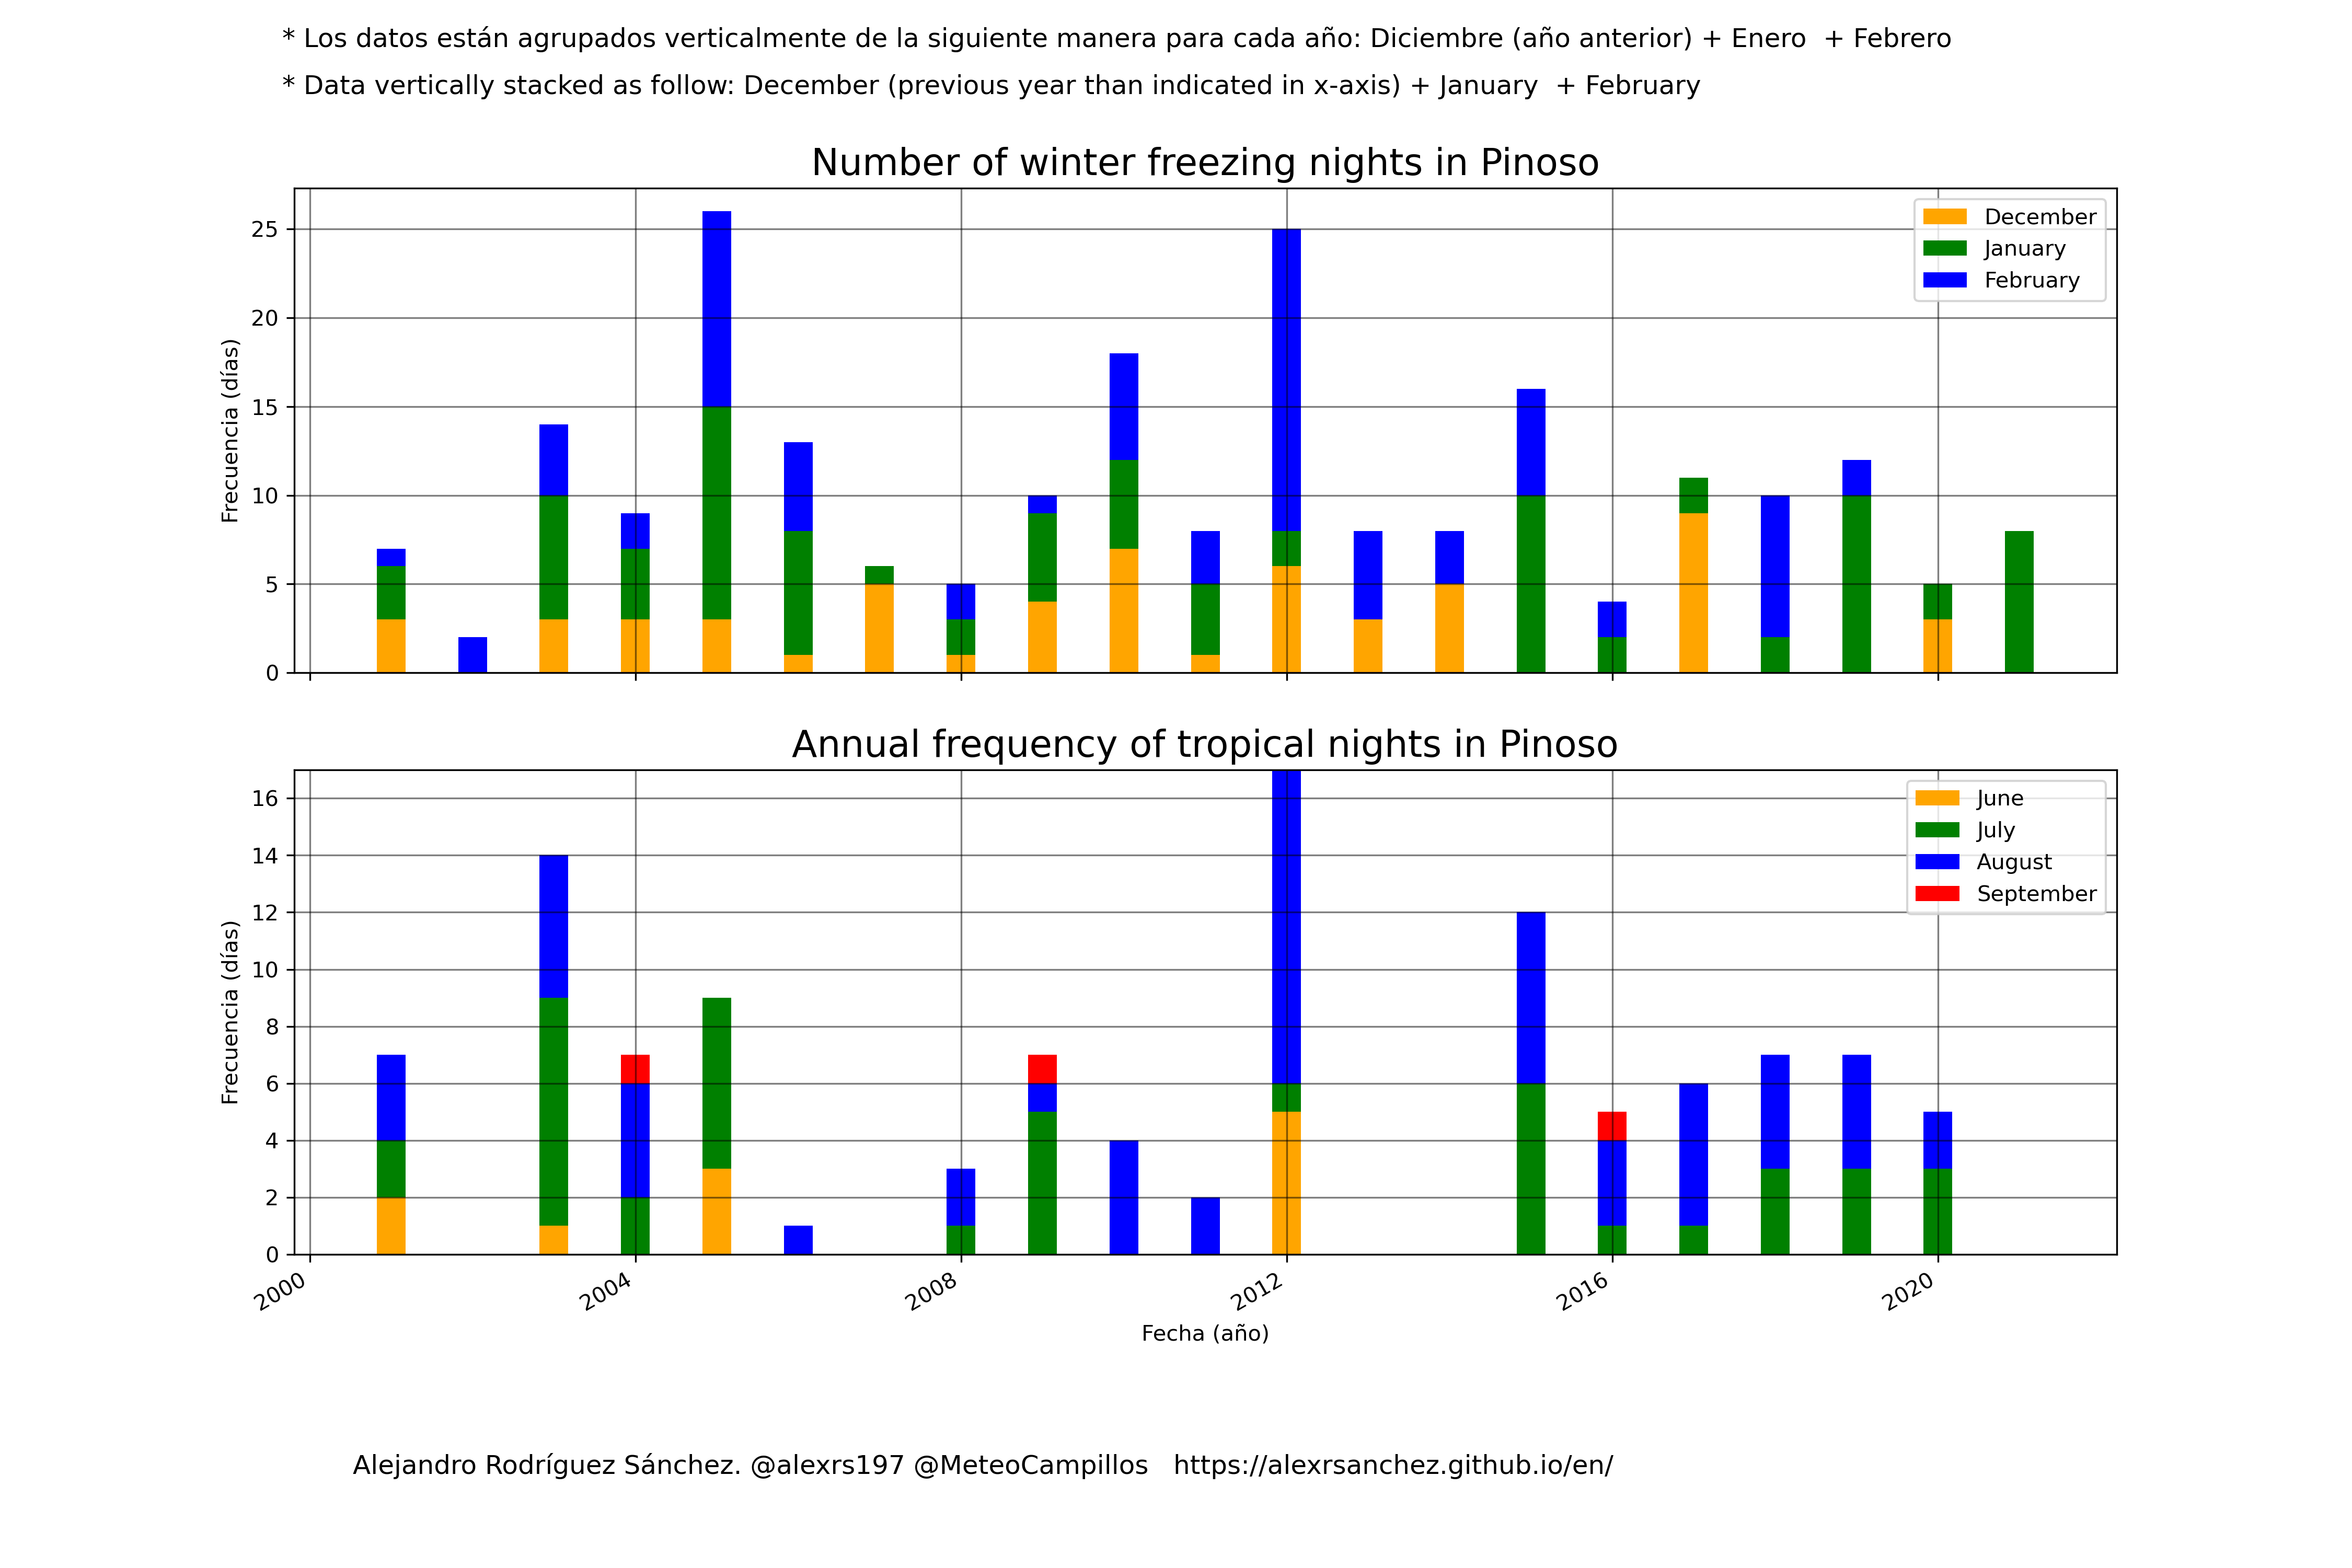 * Los datos están agrupados verticalmente de la siguiente manera para cada año: Diciembre (año anterior) + Enero  + Febrero
* Data vertically stacked as follow: December (previous year than indicated in x-axis) + January  + February
Number of winter freezing nights in Pinoso
Frecuencia (días)
25
20
15
10
5
0
December
January
February
Annual frequency of tropical nights in Pinoso
Frecuencia (días)
16
14
12
10
8
6
4
2
0
June
July
August
September
2000
2004
2008
2012
2016
2020
Fecha (año)
Alejandro Rodríguez Sánchez. @alexrs197 @MeteoCampillos   https://alexrsanchez.github.io/en/